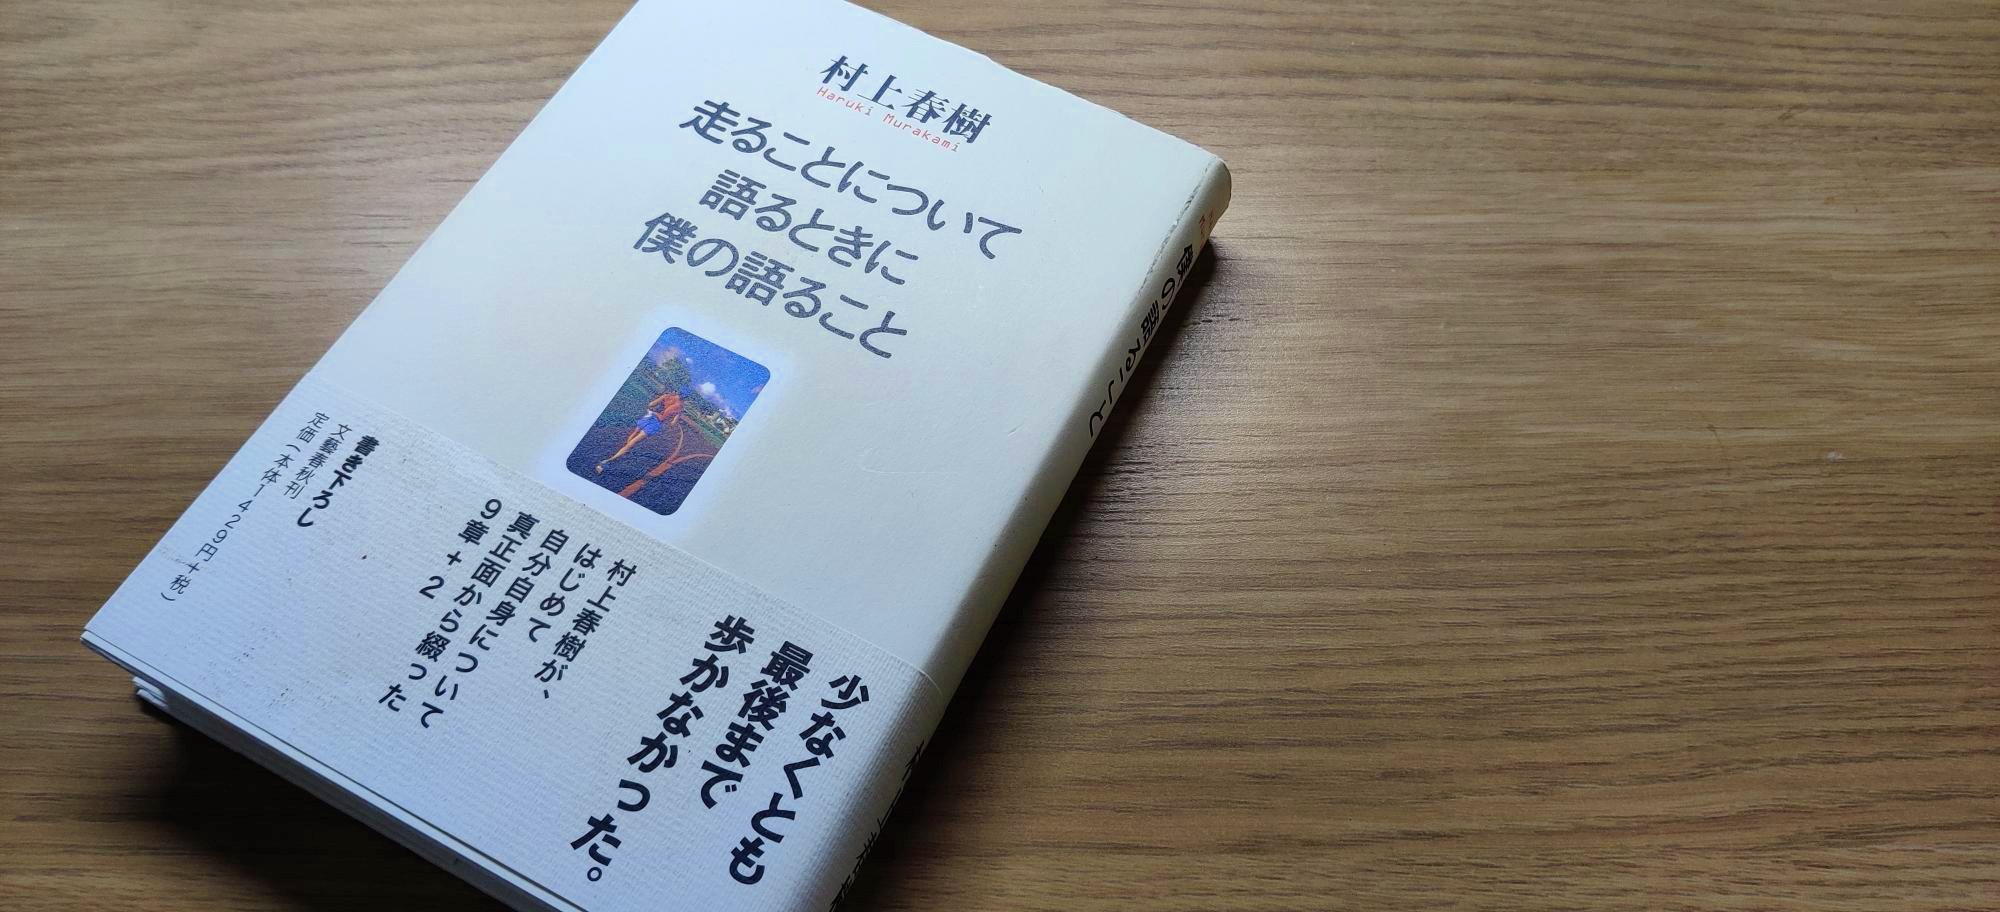 村上春樹
Haruki Murakami
走ることについて
語るときに
僕の語ること
少なくとも
最後まで
歩かなかった。
村上春樹が、
はじめて
自分自身について
真正面から綴った
9章+2
書き下ろし
文藝春秋刊
定価(本体1429円+税)
僕の語ること